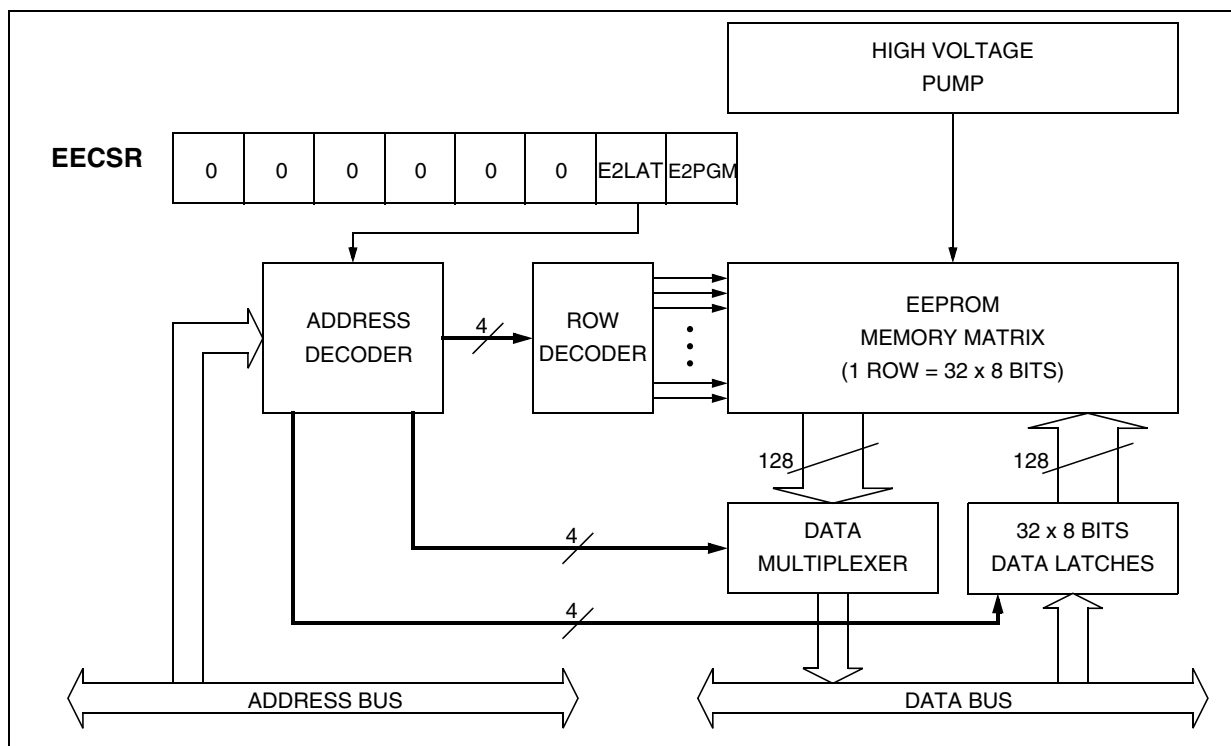 HIGH VOLTAGE
PUMP
EECSR
0 0 0 0 0 0 E2LAT E2PGM
ADDRESS
DECODER
4
ROW
DECODER
EEPROM
MEMORY MATRIX
(1 ROW = 32 x 8 BITS)
128
128
4
DATA
MULTIPLEXER
32 x 8 BITS
DATA LATCHES
4
ADDRESS BUS
DATA BUS